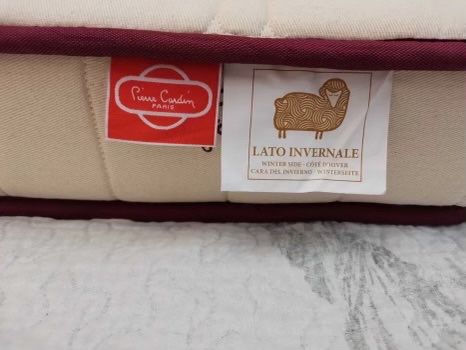 Pierre Cardin
PARIS
LATO INVERNALE
WINTER SIDE - CÔTÉ D'HIVER
CARA DEL INVIERNO - WINTERSEITE